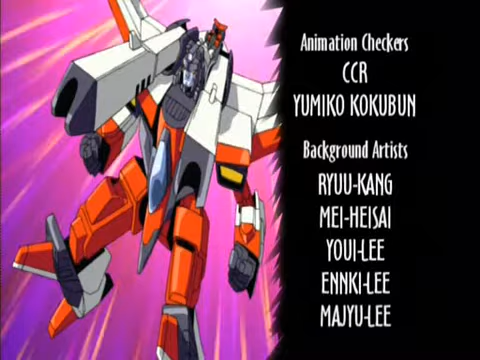 Animation Checkers
CCR
YUMIKO KOKUBUN
Background Artists
RYUU-KANG
MEI-HEISAI
YOUI-LEE
ENNKI-LEE
MAJYU-LEE